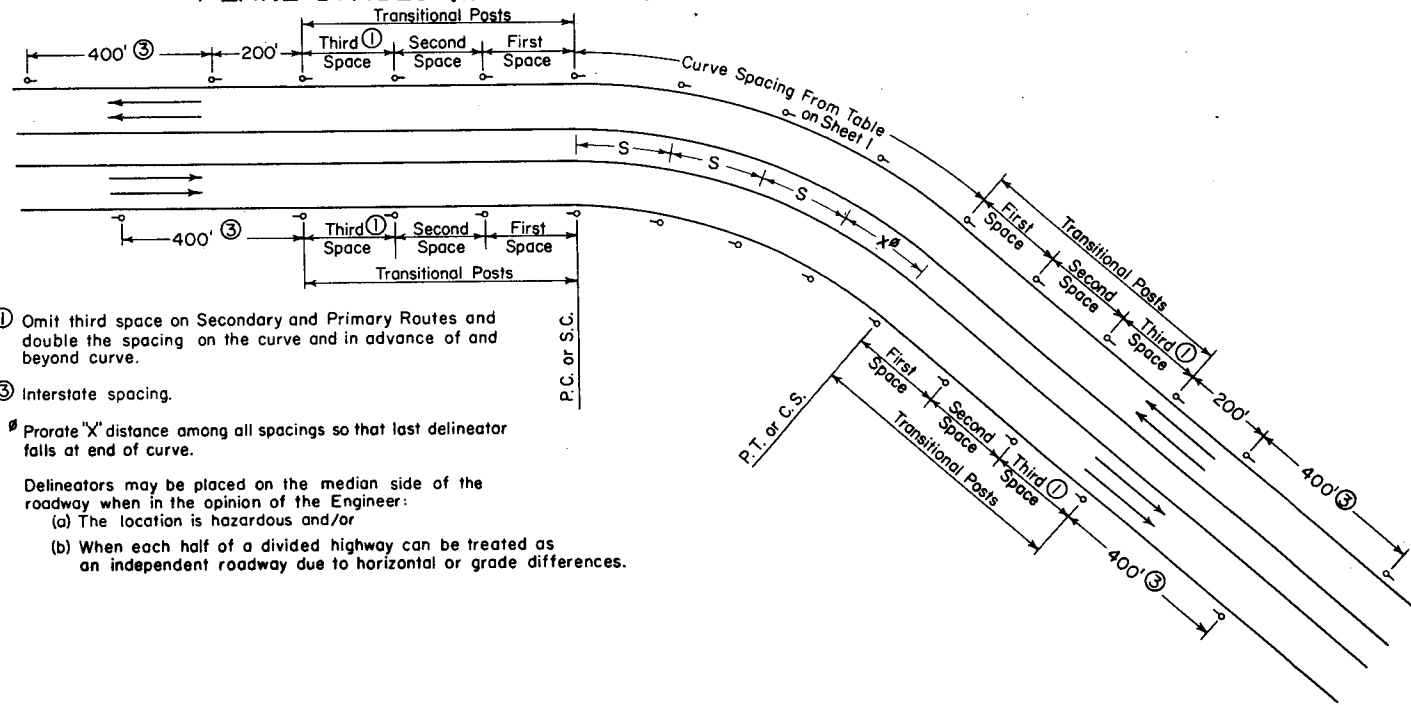 Transitional Posts
400' ③
200'
Third ①
Space
Second
Space
First
Space
Curve Spacing From Table
on Sheet 1
S
S
S
Xø
400' ③
Third ①
Space
Second
Space
First
Space
Transitional Posts
P.C. or S.C.
First
Space
Second
Space
Third ①
Space
Transitional Posts
200'
400' ③
P.T. or C.S.
First
Space
Second
Space
Third ①
Space
Transitional Posts
400' ③
① Omit third space on Secondary and Primary Routes and
double the spacing on the curve and in advance of and
beyond curve.
③ Interstate spacing.
ø Prorate "X" distance among all spacings so that last delineator
falls at end of curve.
Delineators may be placed on the median side of the
roadway when in the opinion of the Engineer:
(a) The location is hazardous and/or
(b) When each half of a divided highway can be treated as
an independent roadway due to horizontal or grade differences.